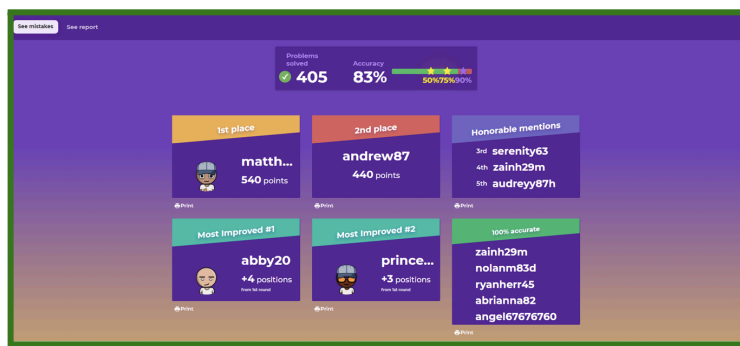 See mistakes See report
Problems solved
405
Accuracy
83%
50%75%90%
1st place
matth...
540 points
Print
2nd place
andrew87
440 points
Print
Honorable mentions
3rd serenity63
4th zainh29m
5th audreyy87h
Print
Most Improved #1
abby20
+4 positions
from 1st round
Print
Most Improved #2
prince...
+3 positions
from 1st round
Print
100% accurate
zainh29m
nolanm83d
ryanherr45
abrianna82
angel67676760
Print